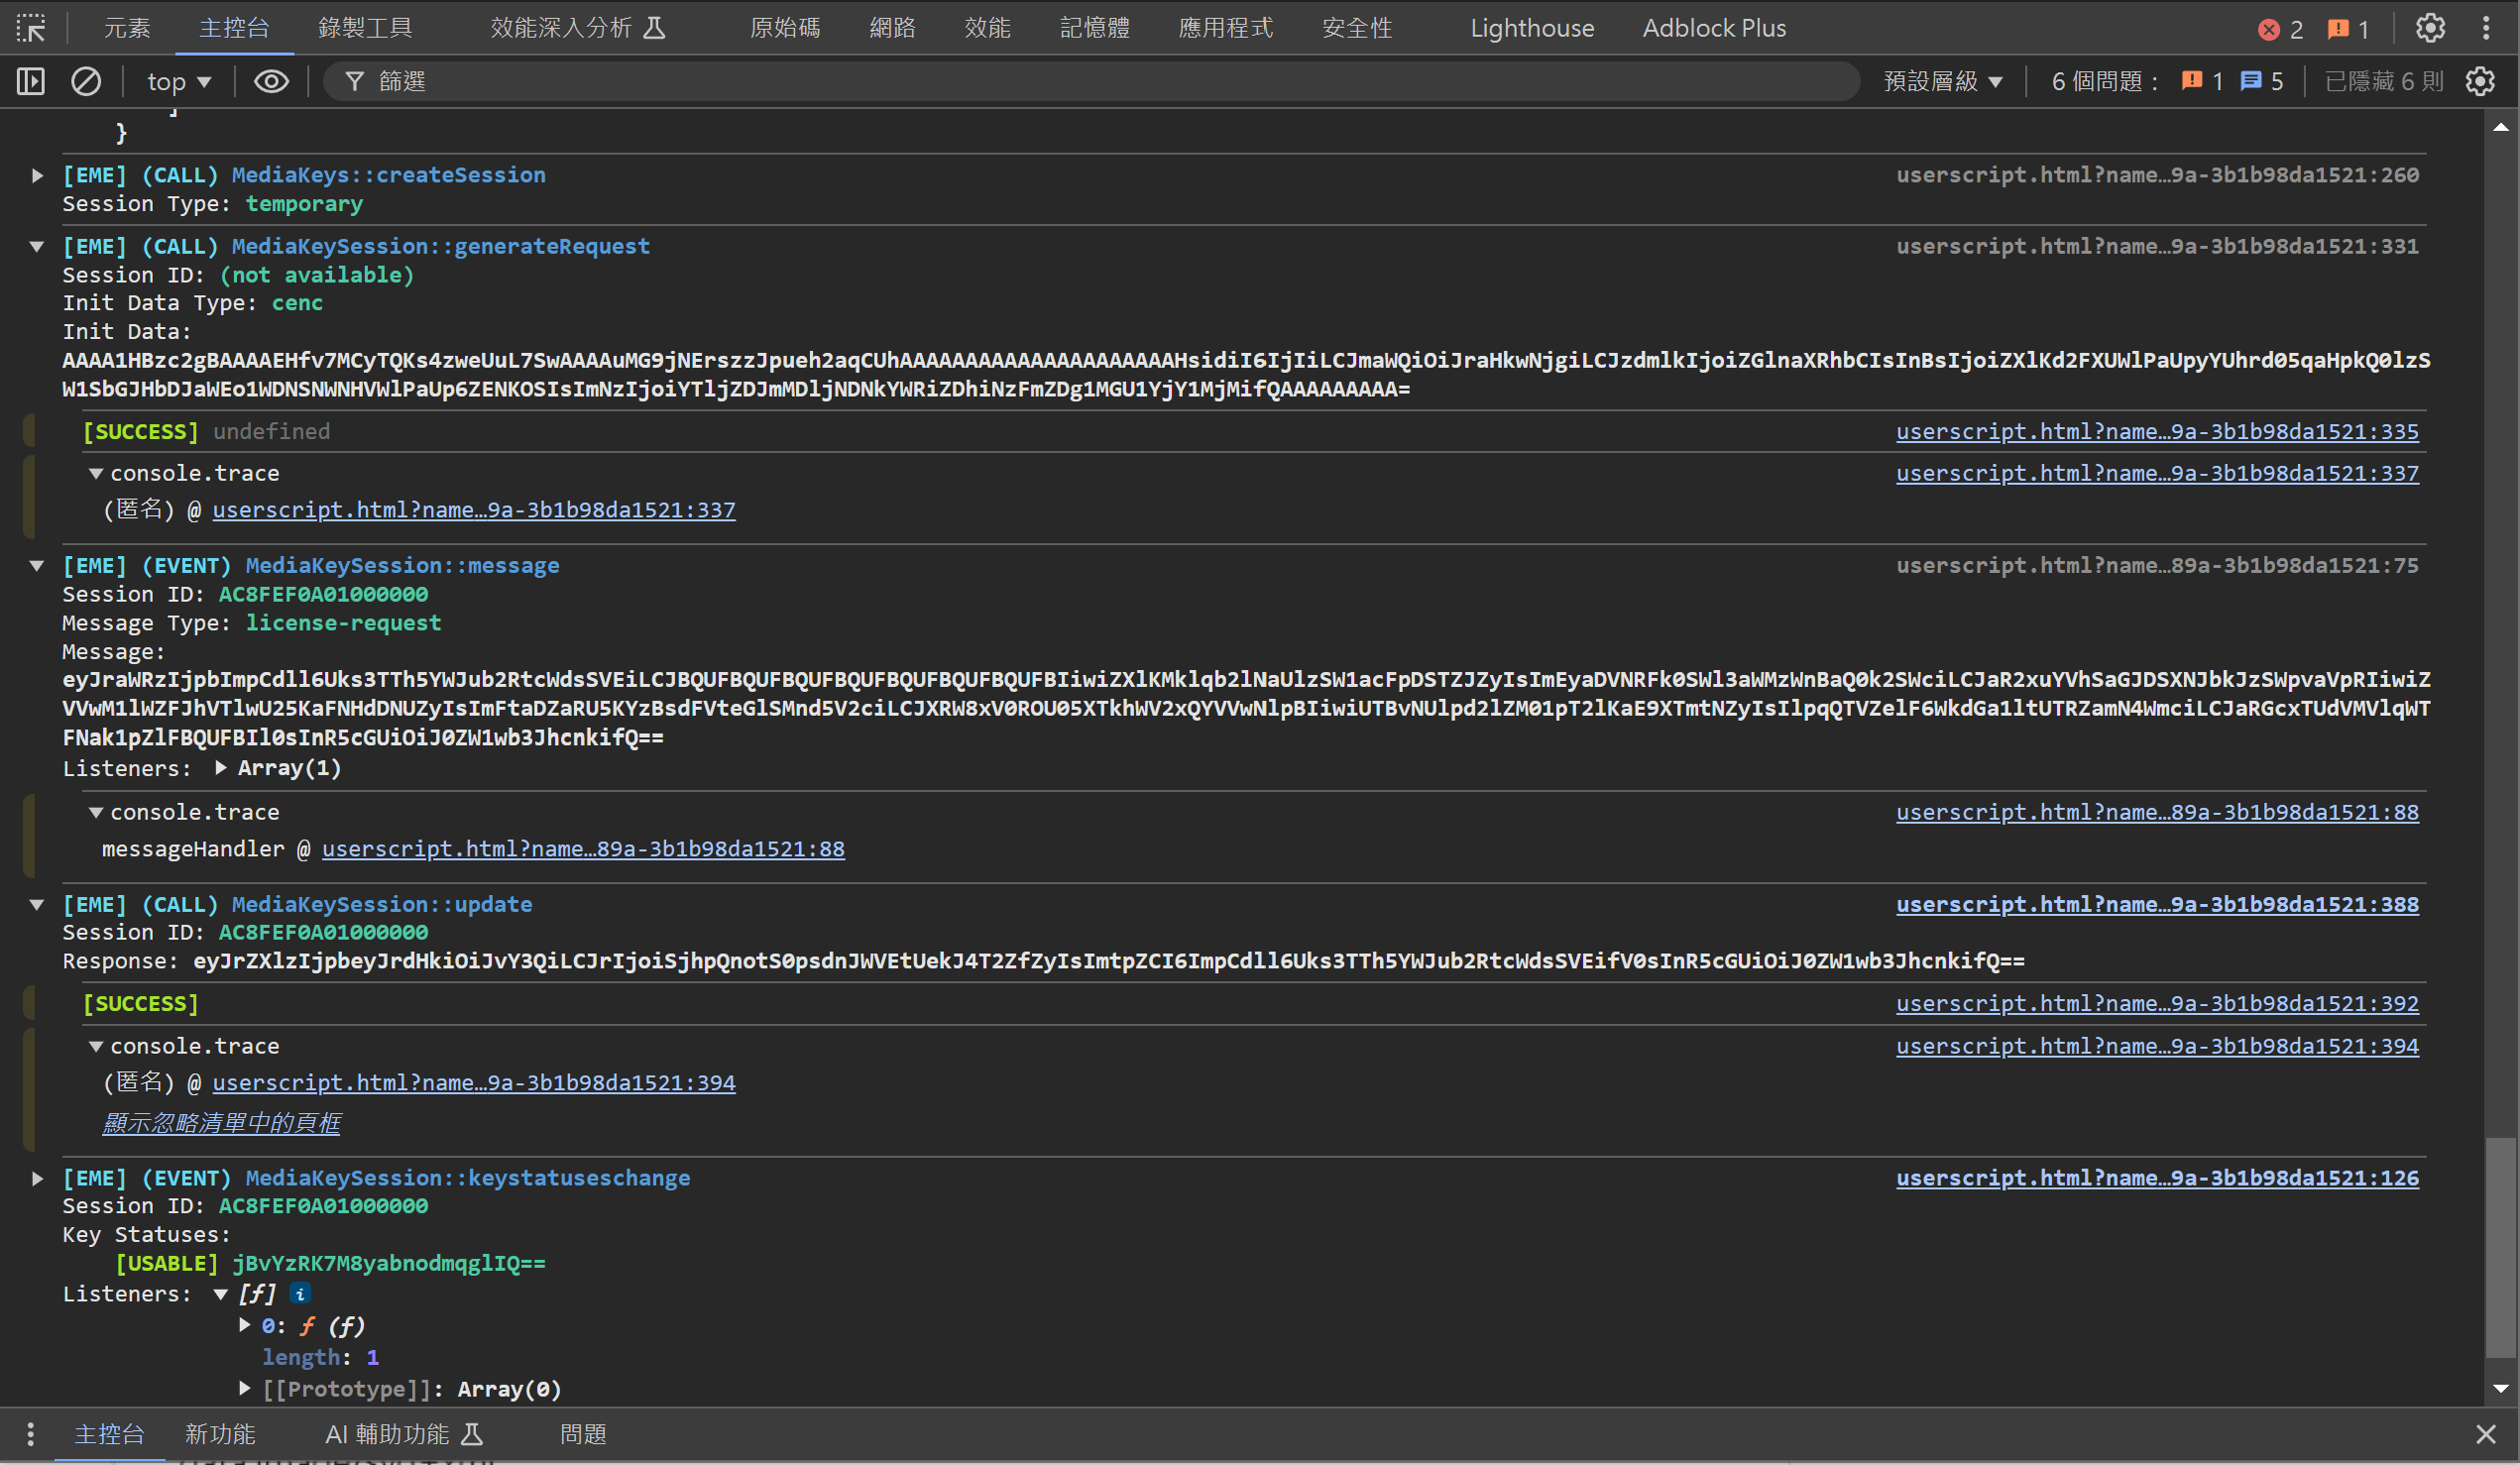 元素 主控台 錄製工具 效能深入分析 原始碼 網路 效能 記憶體 應用程式 安全性 Lighthouse Adblock Plus 2 1
top 篩選 預設層級 6 個問題： 1 5 已隱藏 6 則
]
}
[EME] (CALL) MediaKeys::createSession userscript.html?name…9a-3b1b98da1521:260
Session Type: temporary
[EME] (CALL) MediaKeySession::generateRequest userscript.html?name…9a-3b1b98da1521:331
Session ID: (not available)
Init Data Type: cenc
Init Data:
AAAA1HBzc2gBAAAAEHfv7MCyTQKs4zweUuL7SwAAAAuMG9jNErszzJpueh2aqCUhAAAAAAAAAAAAAAAAAAAAAHsidiI6IjIiLCJmaWQiOiJraHkwNjgiLCJzdmlkIjoiZGlnaXRhbCIsInBsIjoiZXlKd2FXUWlPaUpyYUhrd05qaHpkQ0lzS
W1SbGJHbDJaWEo1WDNSNWNHVWlPaUp6ZENKOSIsImNzIjoiYTljZDJmMDljNDNkYWRiZDhiNzFmZDg1MGU1YjY1MjMifQAAAAAAAAA=
[SUCCESS] undefined userscript.html?name…9a-3b1b98da1521:335
console.trace userscript.html?name…9a-3b1b98da1521:337
(匿名) @ userscript.html?name…9a-3b1b98da1521:337
[EME] (EVENT) MediaKeySession::message userscript.html?name…89a-3b1b98da1521:75
Session ID: AC8FEF0A01000000
Message Type: license-request
Message:
eyJraWRzIjpbImpCdll6Uks3TTh5YWJub2RtcWdsSVEiLCJBQUFBQUFBQUFBQUFBQUFBQUFBQUFBIiwiZXlKMklqb2lNaUlzSW1acFpDSTZJZyIsImEyaDVNRFk0SWl3aWMzWnBaQ0k2SWciLCJaR2xuYVhSaGJDSXNJbkJzSWpvaVpRIiwiZ
VVwM1lWZFJhVTlwU25KaFNHdDNUZyIsImFtaDZaRU5KYzBsdFVteGlSMnd5V2ciLCJXRW8xV0ROU05XTkhWV2xQYVVwNlpBIiwiUTBvNUlpd2lZM01pT2lKaE9XTmtNZyIsIlpqQTVZelF6WkdGa1ltUTRZamN4WmciLCJaRGcxTUdVMVlqWT
FNak1pZlFBQUFBIl0sInR5cGUiOiJ0ZW1wb3JhcnkifQ==
Listeners: Array(1)
console.trace userscript.html?name…89a-3b1b98da1521:88
messageHandler @ userscript.html?name…89a-3b1b98da1521:88
[EME] (CALL) MediaKeySession::update userscript.html?name…9a-3b1b98da1521:388
Session ID: AC8FEF0A01000000
Response: eyJrZXlzIjpbeyJrdHkiOiJvY3QiLCJrIjoiSjhpQnotS0psdnJWVEtUekJ4T2ZfZyIsImtpZCI6ImpCdll6Uks3TTh5YWJub2RtcWdsSVEifV0sInR5cGUiOiJ0ZW1wb3JhcnkifQ==
[SUCCESS] userscript.html?name…9a-3b1b98da1521:392
console.trace userscript.html?name…9a-3b1b98da1521:394
(匿名) @ userscript.html?name…9a-3b1b98da1521:394
顯示忽略清單中的頁框
[EME] (EVENT) MediaKeySession::keystatuseschange userscript.html?name…9a-3b1b98da1521:126
Session ID: AC8FEF0A01000000
Key Statuses:
[USABLE] jBvYzRK7M8yabnodmqglIQ==
Listeners: [ƒ] i
0: ƒ (f)
length: 1
[[Prototype]]: Array(0)
主控台 新功能 AI 輔助功能 問題